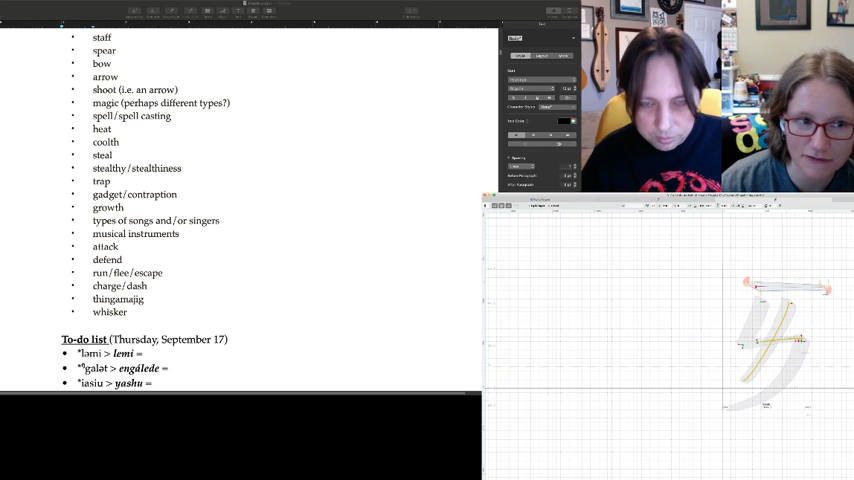 staff
spear
bow
arrow
shoot (i.e. an arrow)
magic (perhaps different types?)
spell/spell casting
heat
coolth
steal
stealthy/stealthiness
trap
gadget/contraption
growth
types of songs and/or singers
musical instruments
attack
defend
run/flee/escape
charge/dash
thingamajig
whisker
To-do list (Thursday, September 17)
*ləmi > lemi =
*ᵑgalət > engálede =
*iasiu > yashu =